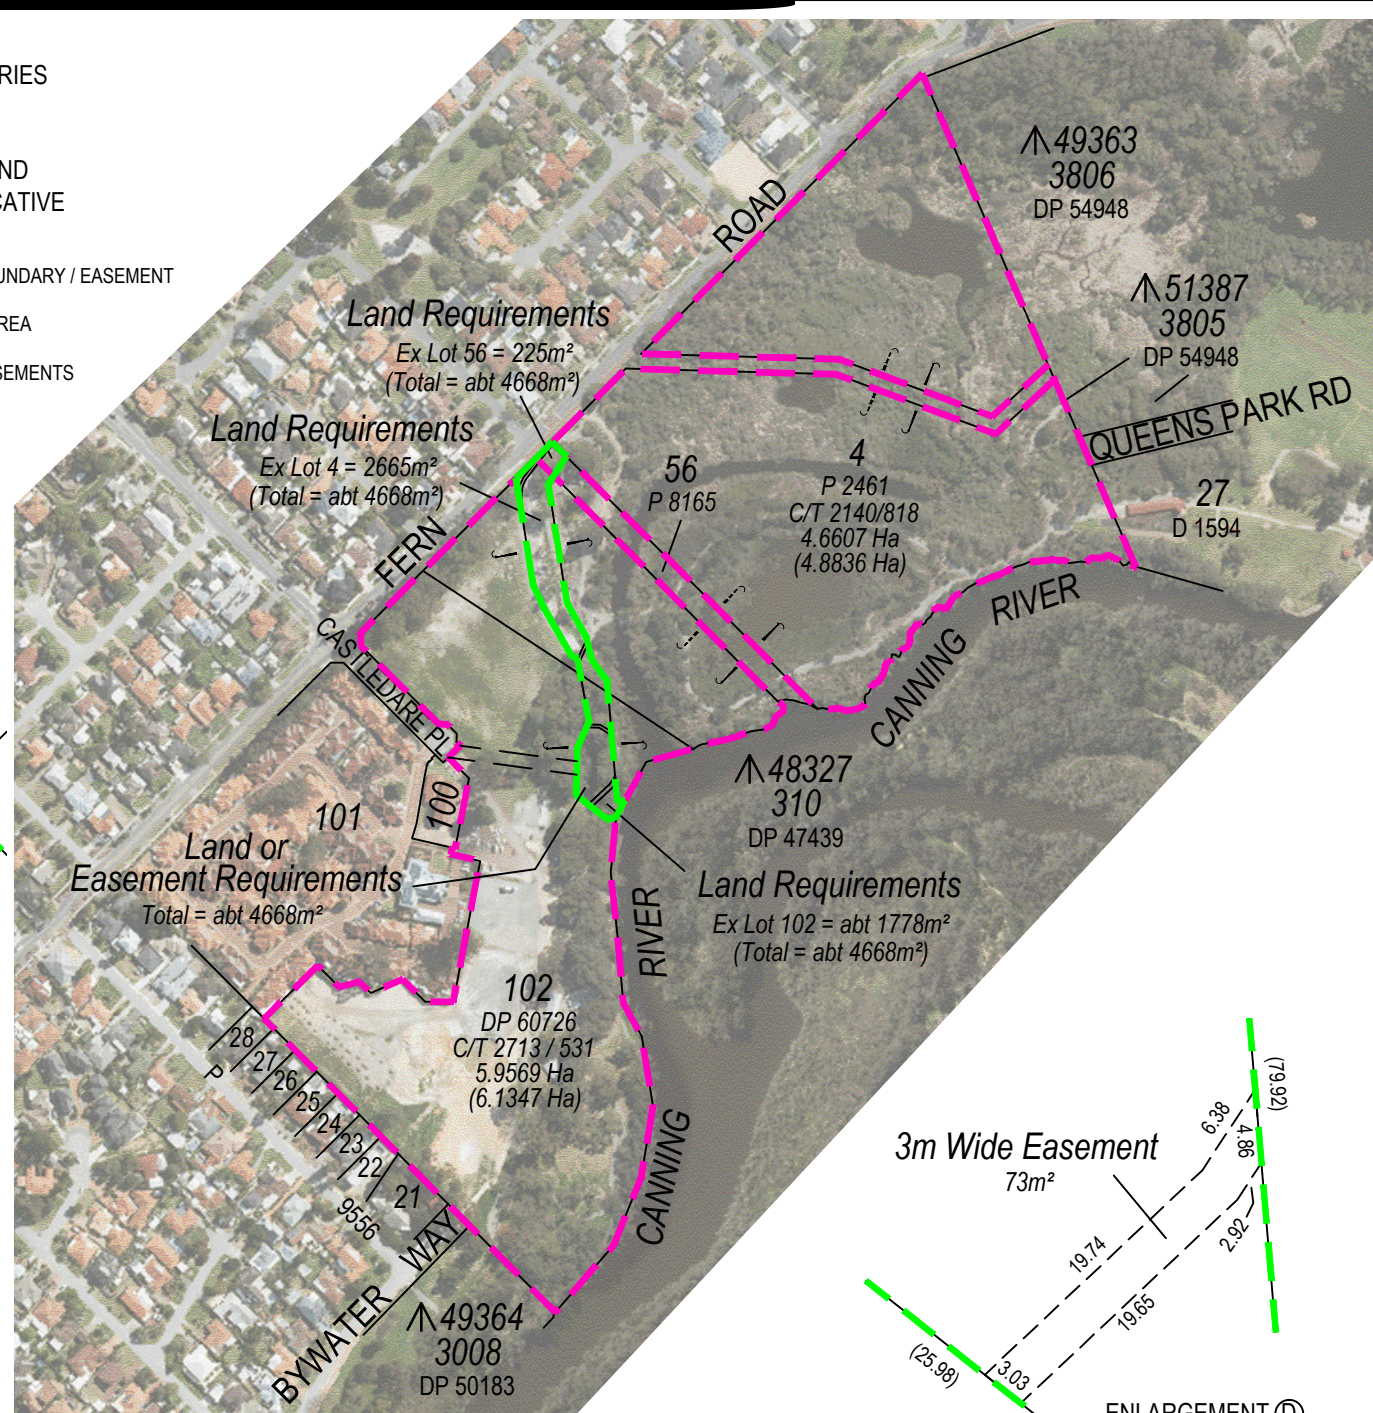 RIES
ND
CATIVE
UNDARY / EASEMENT
REA
SEMENTS
ROAD
49363
3806
DP 54948
51387
3805
DP 54948
QUEENS PARK RD
Land Requirements
Ex Lot 56 = 225m²
(Total = abt 4668m²)
Land Requirements
Ex Lot 4 = 2665m²
(Total = abt 4668m²)
56
P 8165
4
P 2461
C/T 2140/818
4.6607 Ha
(4.8836 Ha)
27
D 1594
FERN
CASTLEDARE PL
CANNING RIVER
48327
310
DP 47439
101
100
Land or
Easement Requirements
Total = abt 4668m²
Land Requirements
Ex Lot 102 = abt 1778m²
(Total = abt 4668m²)
RIVER
102
DP 60726
C/T 2713 / 531
5.9569 Ha
(6.1347 Ha)
28
P
27
26
25
24
23
22
21
9556
CANNING
BYWATER WAY
49364
3008
DP 50183
3m Wide Easement
73m²
(79.92)
6.38
4.86
2.92
19.74
19.65
(25.98)
3.03
ENLARGEMENT D